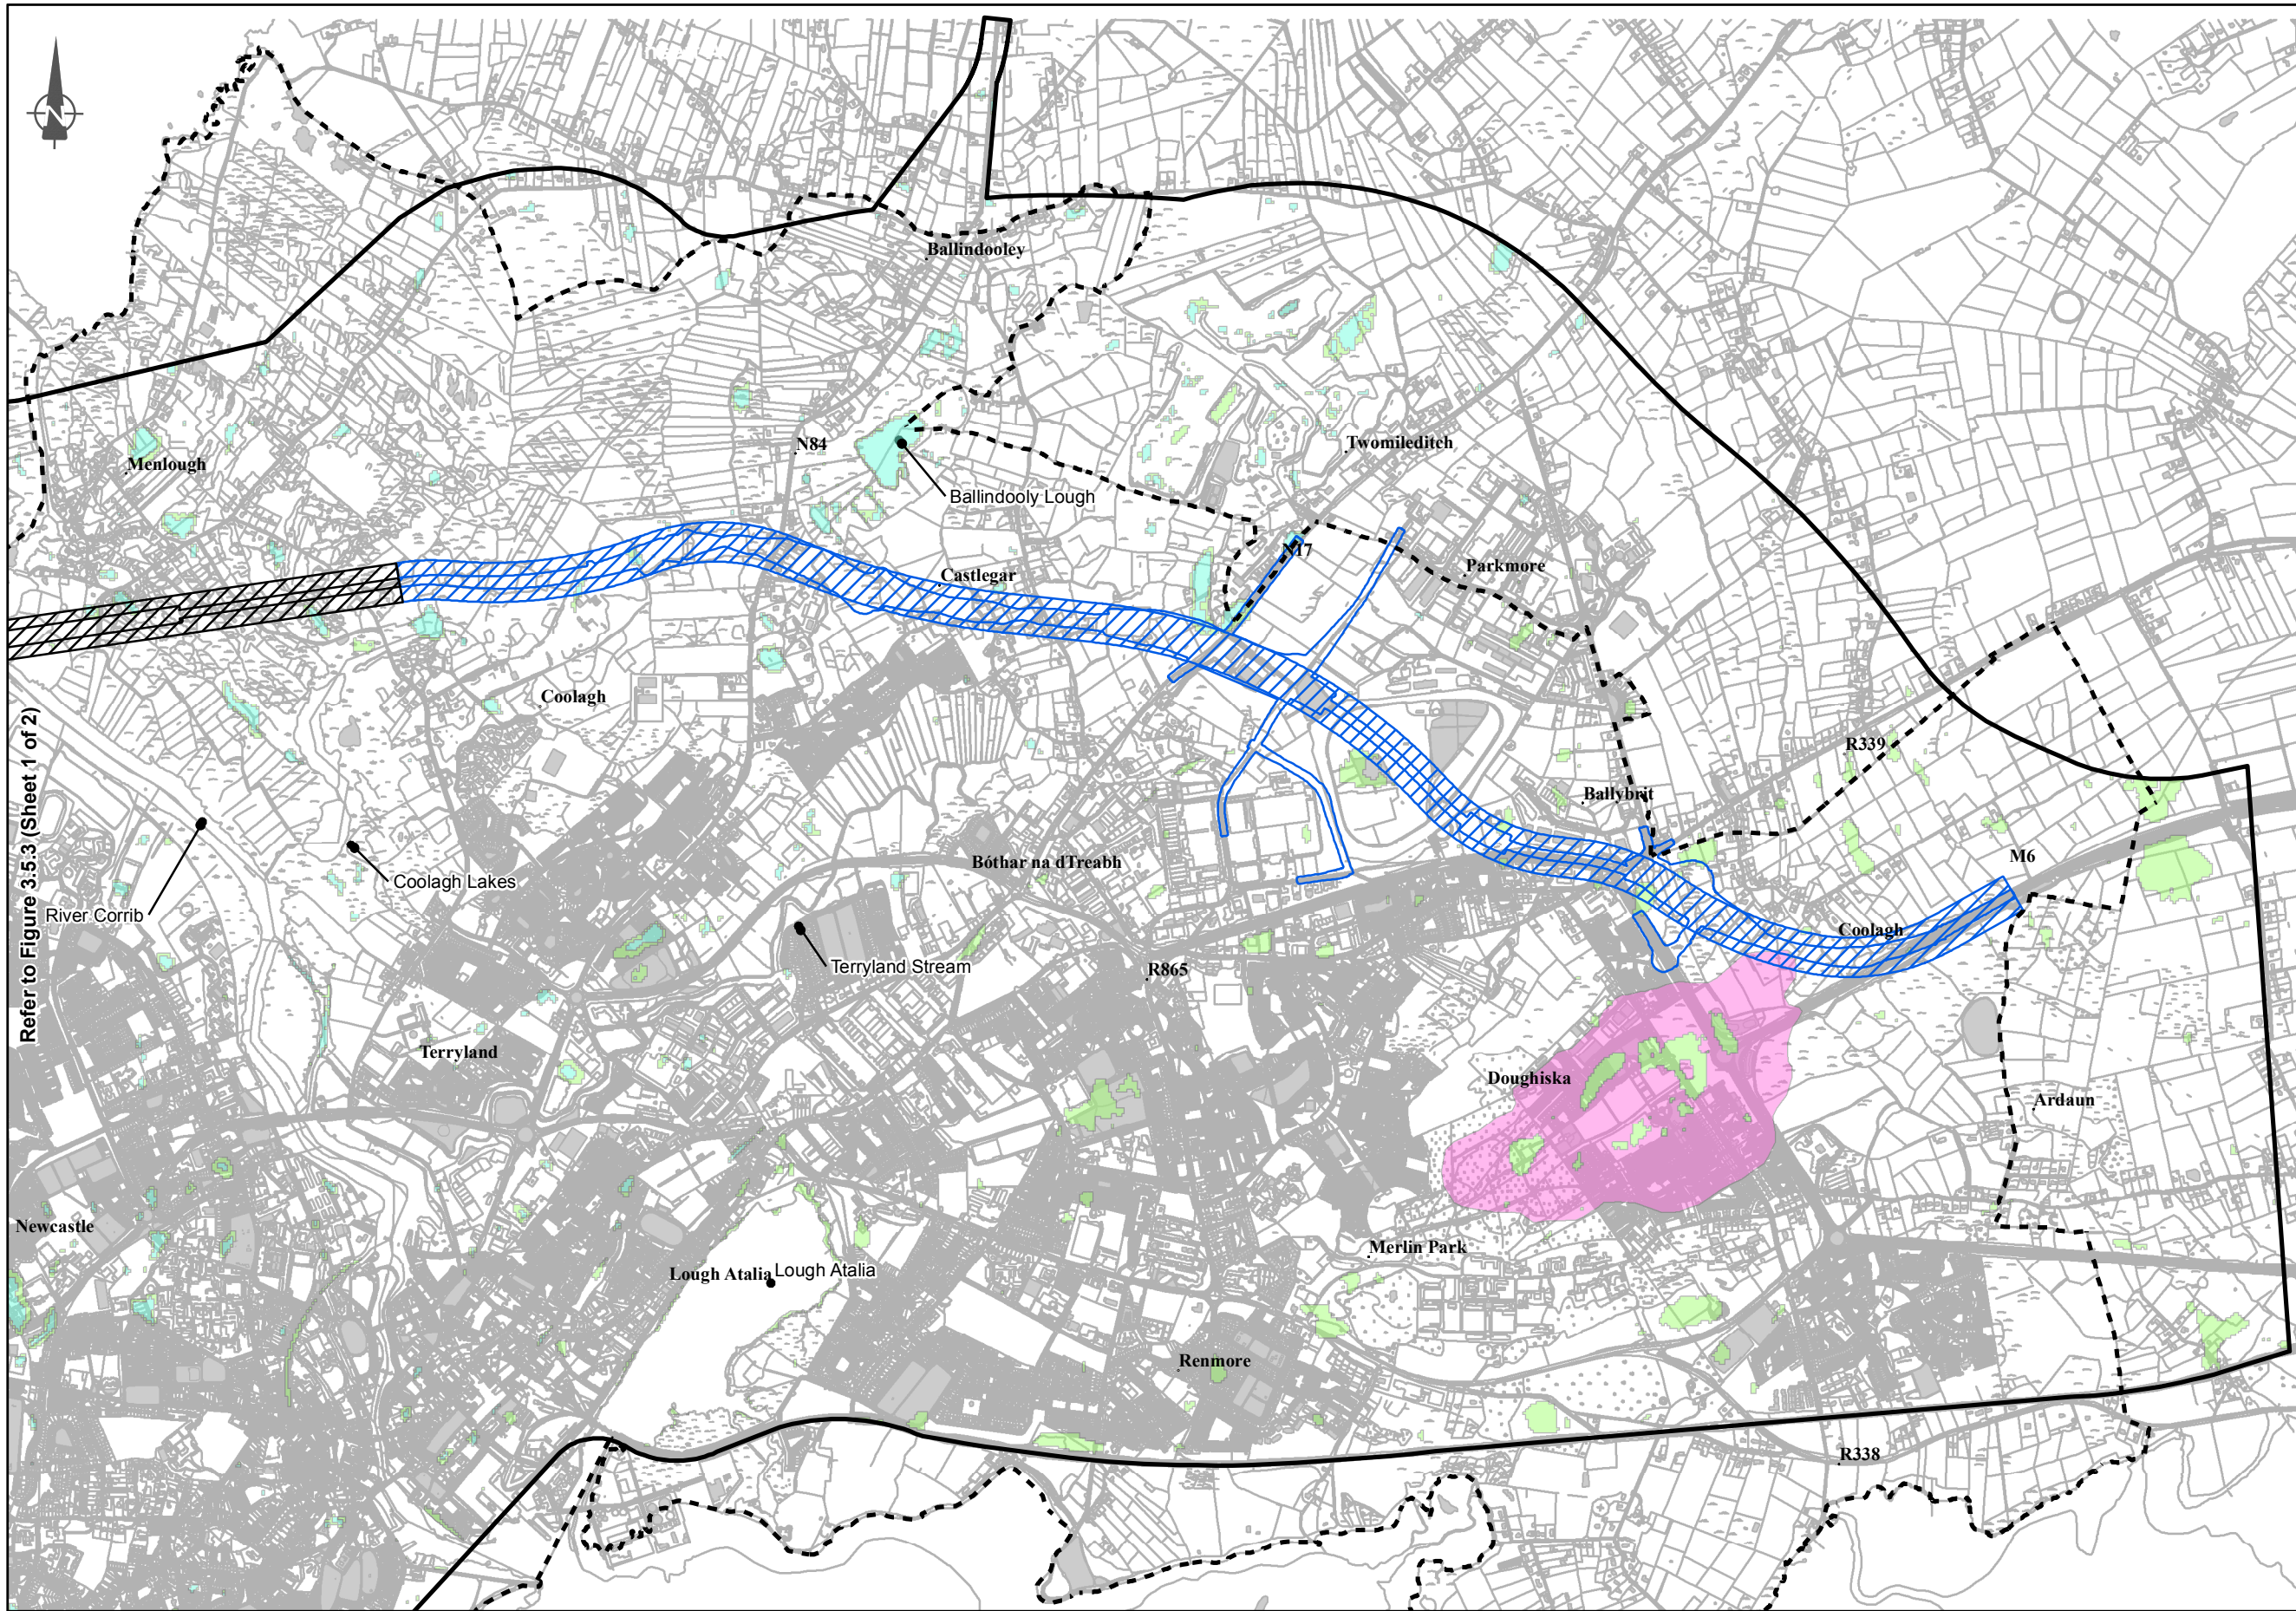 N
Ballindooley
N84
Twomileditch
Menlough
Ballindooly Lough
N17
Parkmore
Castlegar
Coolagh
Refer to Figure 3.5.3 (Sheet 1 of 2)
R339
Ballybrit
Bóthar na dTreabh
M6
Coolagh Lakes
River Corrib
Coolagh
Terryland Stream
R865
Terryland
Doughiska
Ardaun
Newcastle
Merlin Park
Lough Atalia
Lough Atalia
Renmore
R338